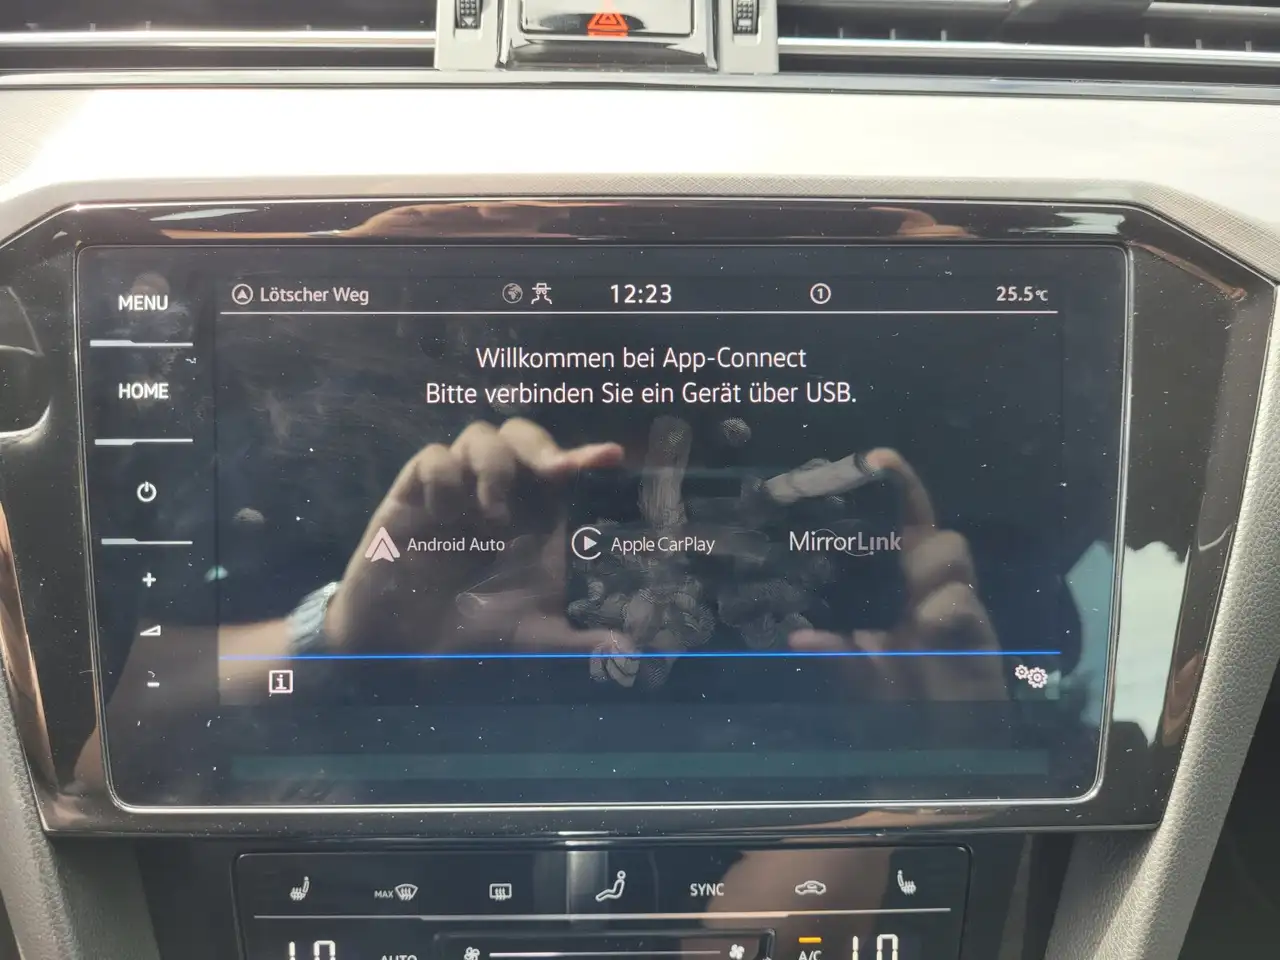 MENU
Lötscher Weg
12:23
1
25.5°C
HOME
Willkommen bei App-Connect
Bitte verbinden Sie ein Gerät über USB.
Android Auto
Apple CarPlay
MirrorLink
+
-
i
MAX
SYNC
AUTO
A/C